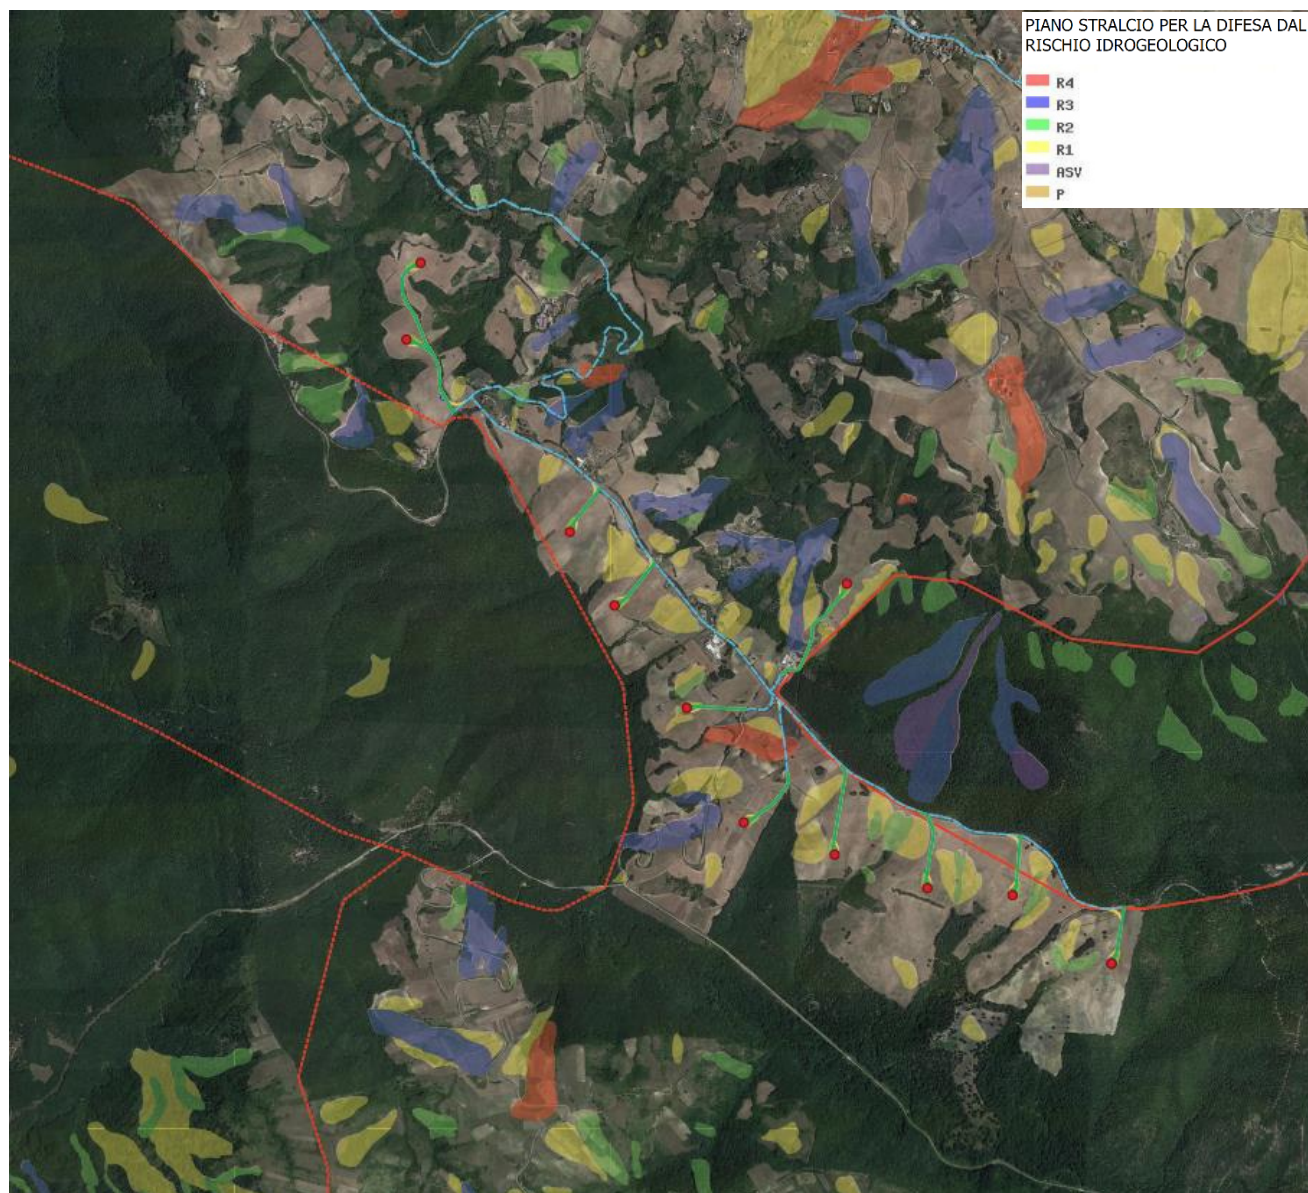 PIANO STRALCIO PER LA DIFESA DAL
RISCHIO IDROGEOLOGICO
R4
R3
R2
R1
ASV
P